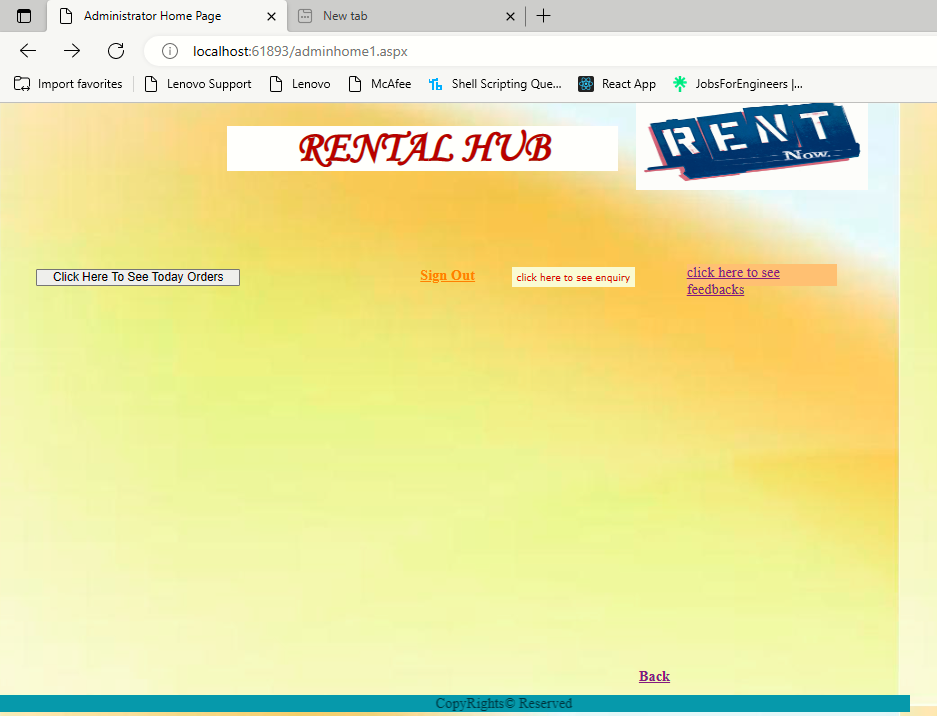 Administrator Home Page
New tab
localhost:61893/adminhome1.aspx
Import favorites
Lenovo Support
Lenovo
McAfee
Shell Scripting Que...
React App
JobsForEngineers |...
RENTAL HUB
RENT
Now.
Click Here To See Today Orders
Sign Out
click here to see enquiry
click here to see
feedbacks
Back
CopyRights© Reserved